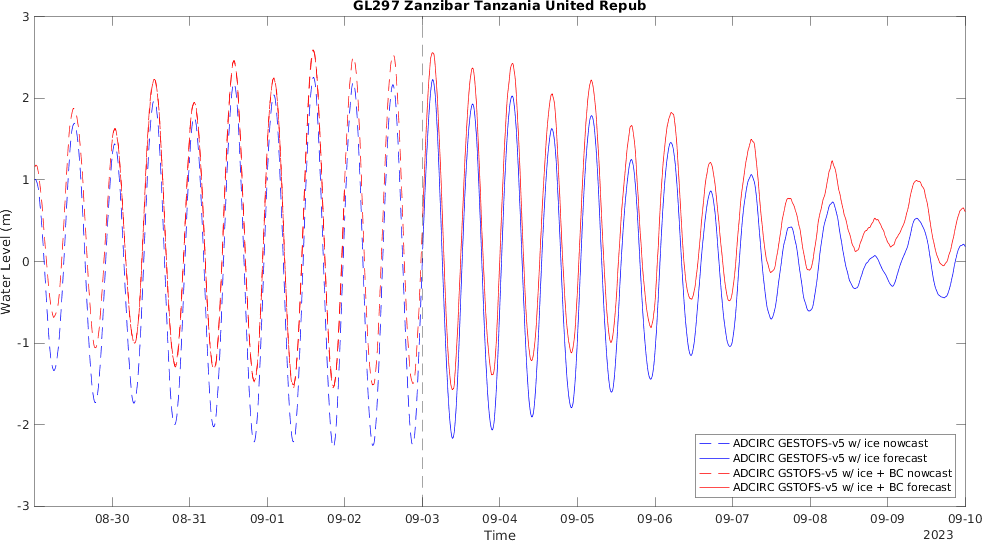 GL297 Zanzibar Tanzania United Repub
3
2
1
0
-1
-2
-3
Water Level (m)
ADCIRC GESTOFS-v5 w/ ice nowcast
ADCIRC GESTOFS-v5 w/ ice forecast
ADCIRC GSTOFS-v5 w/ ice + BC nowcast
ADCIRC GSTOFS-v5 w/ ice + BC forecast
08-30 08-31 09-01 09-02 09-03 09-04 09-05 09-06 09-07 09-08 09-09 09-10
Time
2023